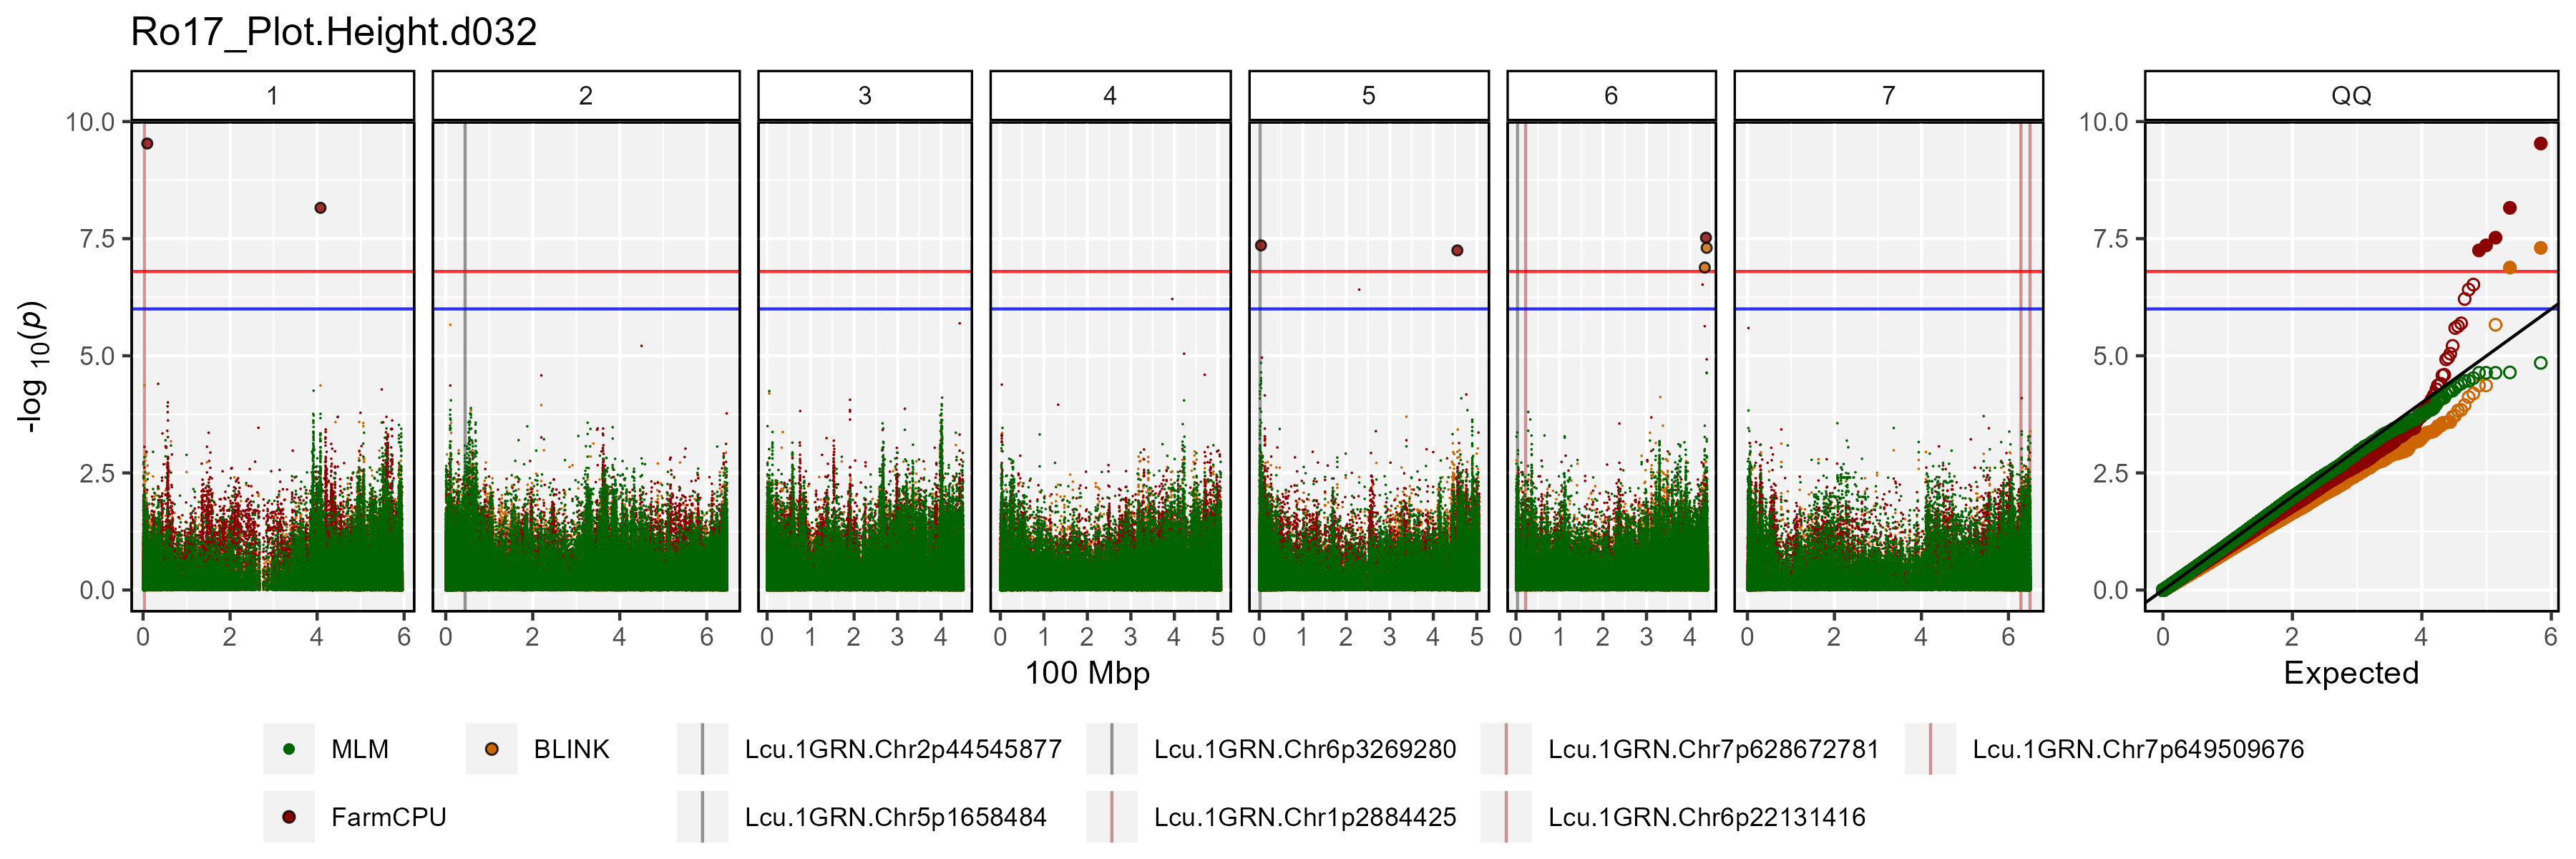 Ro17_Plot.Height.d032
1 2 3 4 5 6 7 QQ
10.0 10.0
7.5 7.5
5.0 5.0
2.5 2.5
0.0 0.0
-log 10(p)
0 2 4 6 0 2 4 6 0 1 2 3 4 0 1 2 3 4 5 0 1 2 3 4 5 0 1 2 3 4 0 2 4 6 0 2 4 6
100 Mbp Expected
MLM BLINK Lcu.1GRN.Chr2p44545877 Lcu.1GRN.Chr6p3269280 Lcu.1GRN.Chr7p628672781 Lcu.1GRN.Chr7p649509676
FarmCPU Lcu.1GRN.Chr5p1658484 Lcu.1GRN.Chr1p2884425 Lcu.1GRN.Chr6p22131416